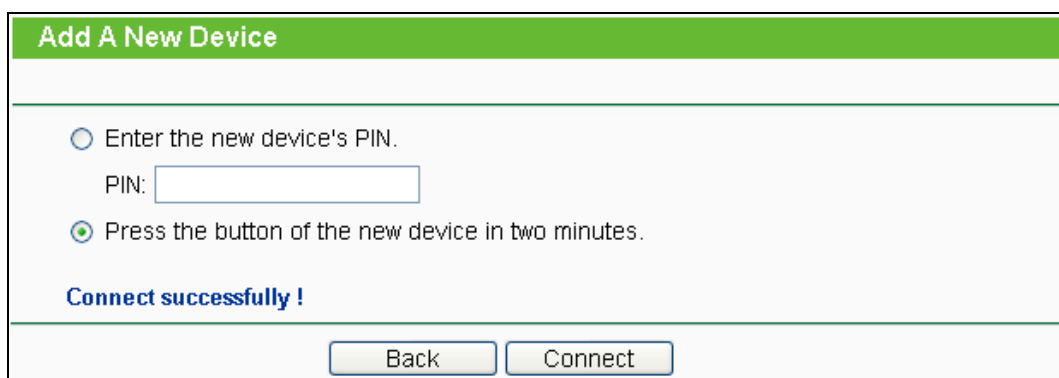 Add A New Device
Enter the new device's PIN.
PIN:
Press the button of the new device in two minutes.
Connect successfully !
Back Connect